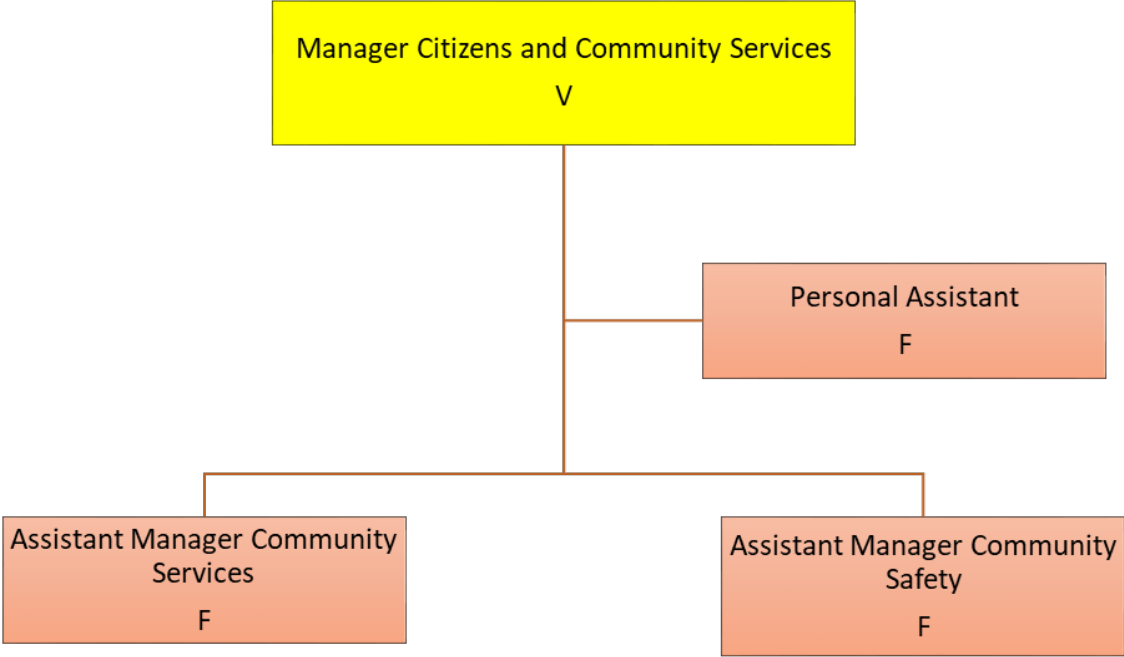 Manager Citizens and Community Services
V
Personal Assistant
F
Assistant Manager Community
Services
F
Assistant Manager Community
Safety
F